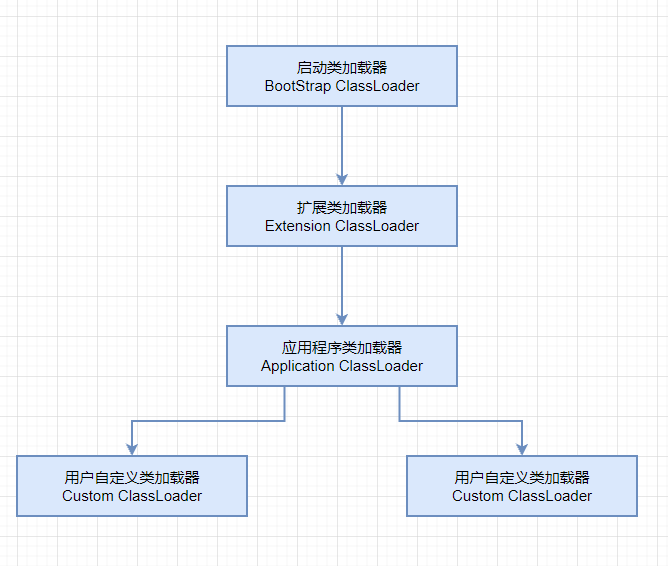 启动类加载器
BootStrap ClassLoader
扩展类加载器
Extension ClassLoader
应用程序类加载器
Application ClassLoader
用户自定义类加载器
Custom ClassLoader
用户自定义类加载器
Custom ClassLoader